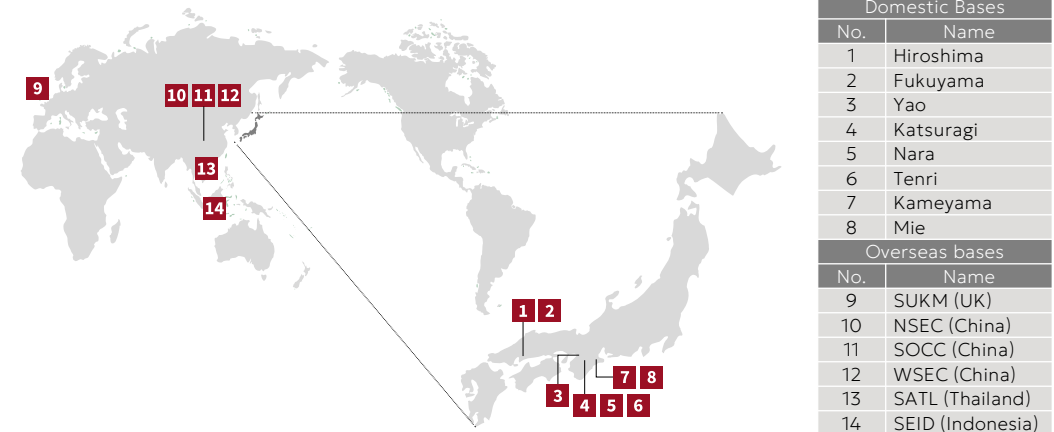 9
10 11 12
13
14
1 2
7 8
3
4 5 6
Domestic Bases
No. Name
1 Hiroshima
2 Fukuyama
3 Yao
4 Katsuragi
5 Nara
6 Tenri
7 Kameyama
8 Mie
Overseas bases
No. Name
9 SUKM (UK)
10 NSEC (China)
11 SOCC (China)
12 WSEC (China)
13 SATL (Thailand)
14 SEID (Indonesia)